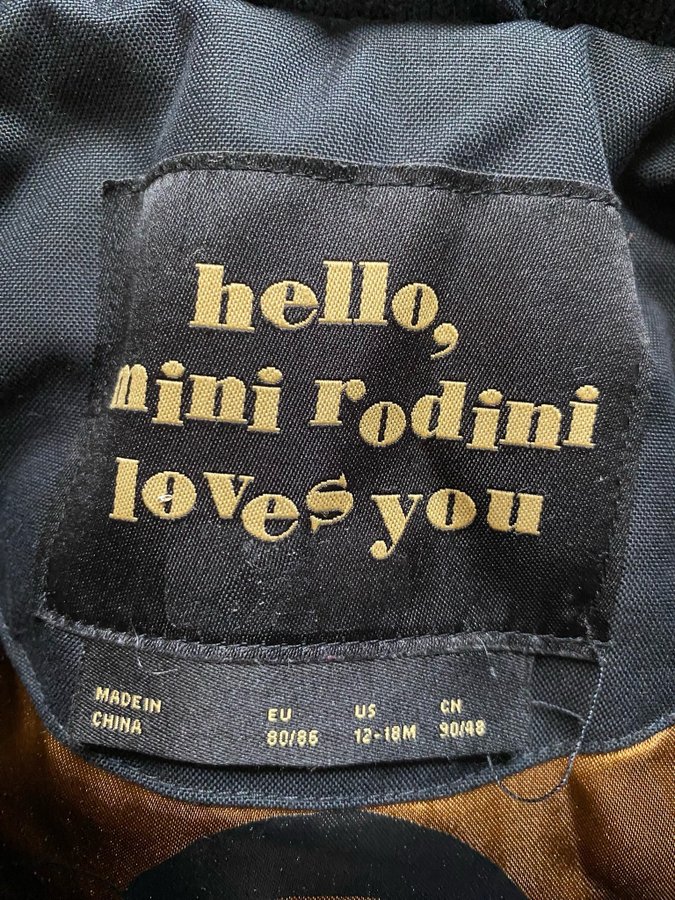 hello,
mini rodini
loves you
MADE IN
CHINA
EU
80/86
US
12-18M
CN
90/48